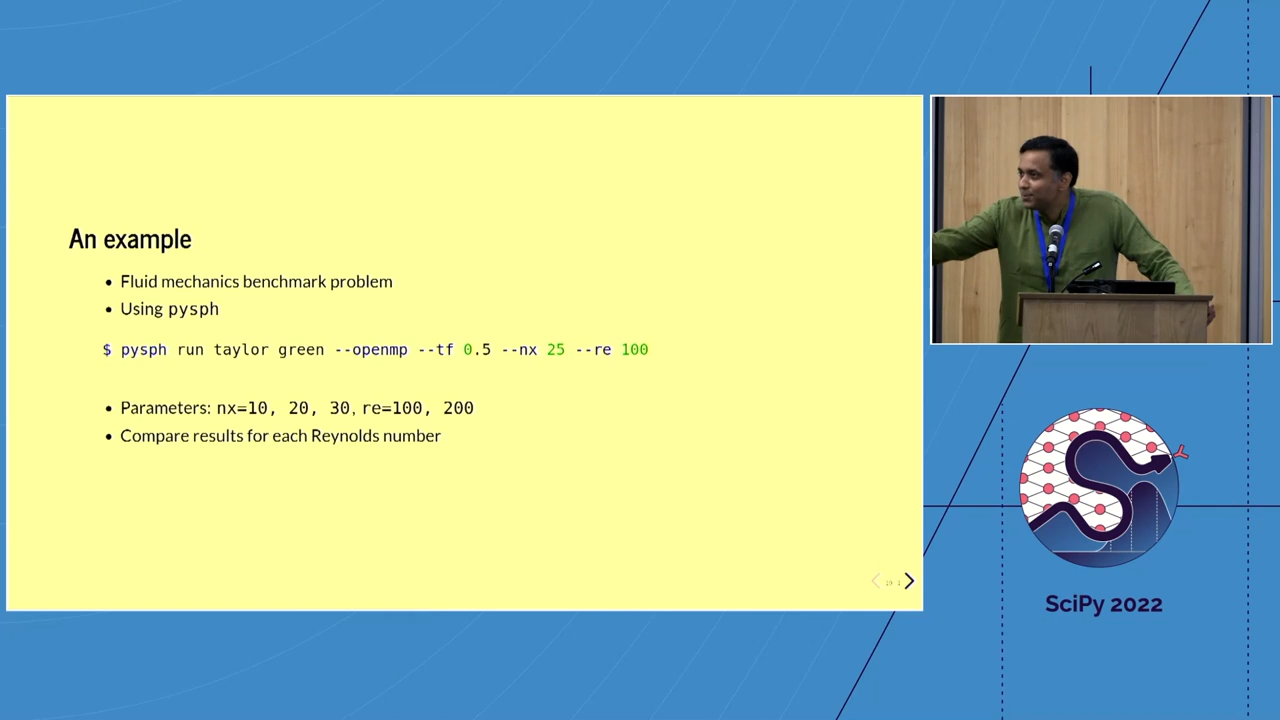 An example
• Fluid mechanics benchmark problem
• Using pysph
$ pysph run taylor green --openmp --tf 0.5 --nx 25 --re 100
• Parameters: nx=10, 20, 30, re=100, 200
• Compare results for each Reynolds number
SciPy 2022